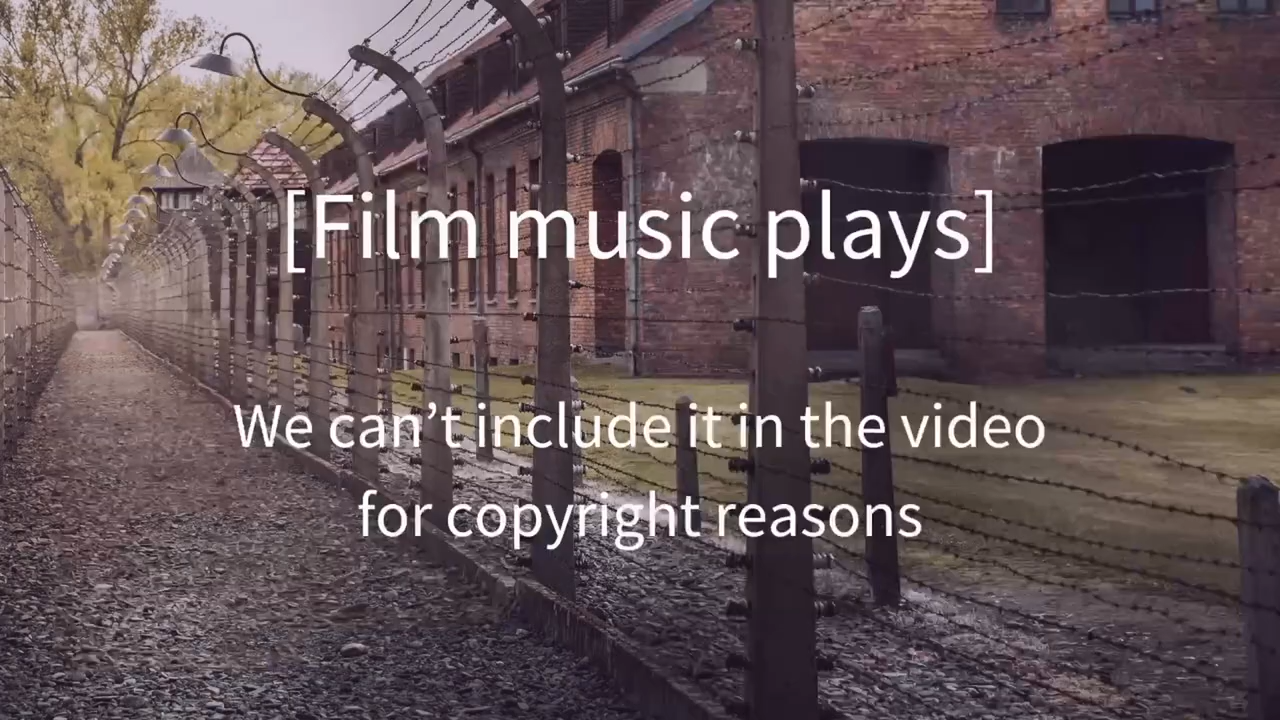 [Film music plays]
We can’t include it in the video
for copyright reasons